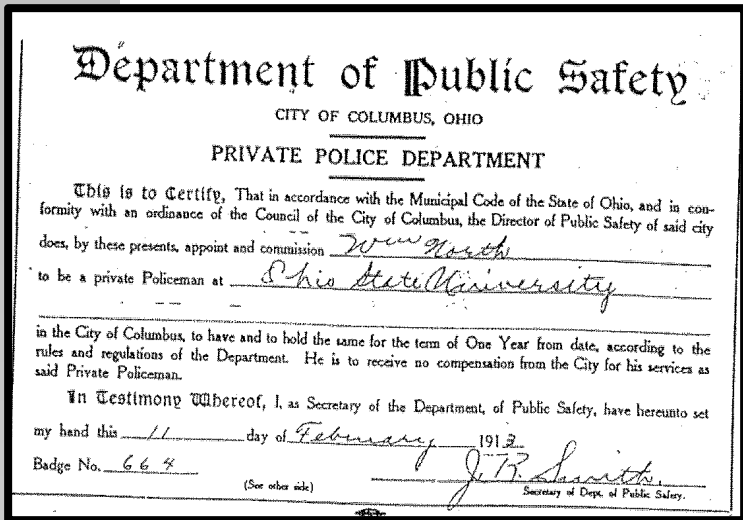 Department of Public Safety
CITY OF COLUMBUS, OHIO
PRIVATE POLICE DEPARTMENT
This is to Certify, That in accordance with the Municipal Code of the State of Ohio, and in con-
formity with an ordinance of the Council of the City of Columbus, the Director of Public Safety of said city
does, by these presents, appoint and commission Wm North
to be a private Policeman at Ohio State University
in the City of Columbus, to have and to hold the same for the term of One Year from date, according to the
rules and regulations of the Department. He is to receive no compensation from the City for his services as
said Private Policeman.
In Testimony Whereof, I, as Secretary of the Department, of Public Safety, have hereunto set
my hand this 11 day of February 1913
Badge No. 664 J. R. Smith.
(See other side) Secretary of Dept. of Public Safety.